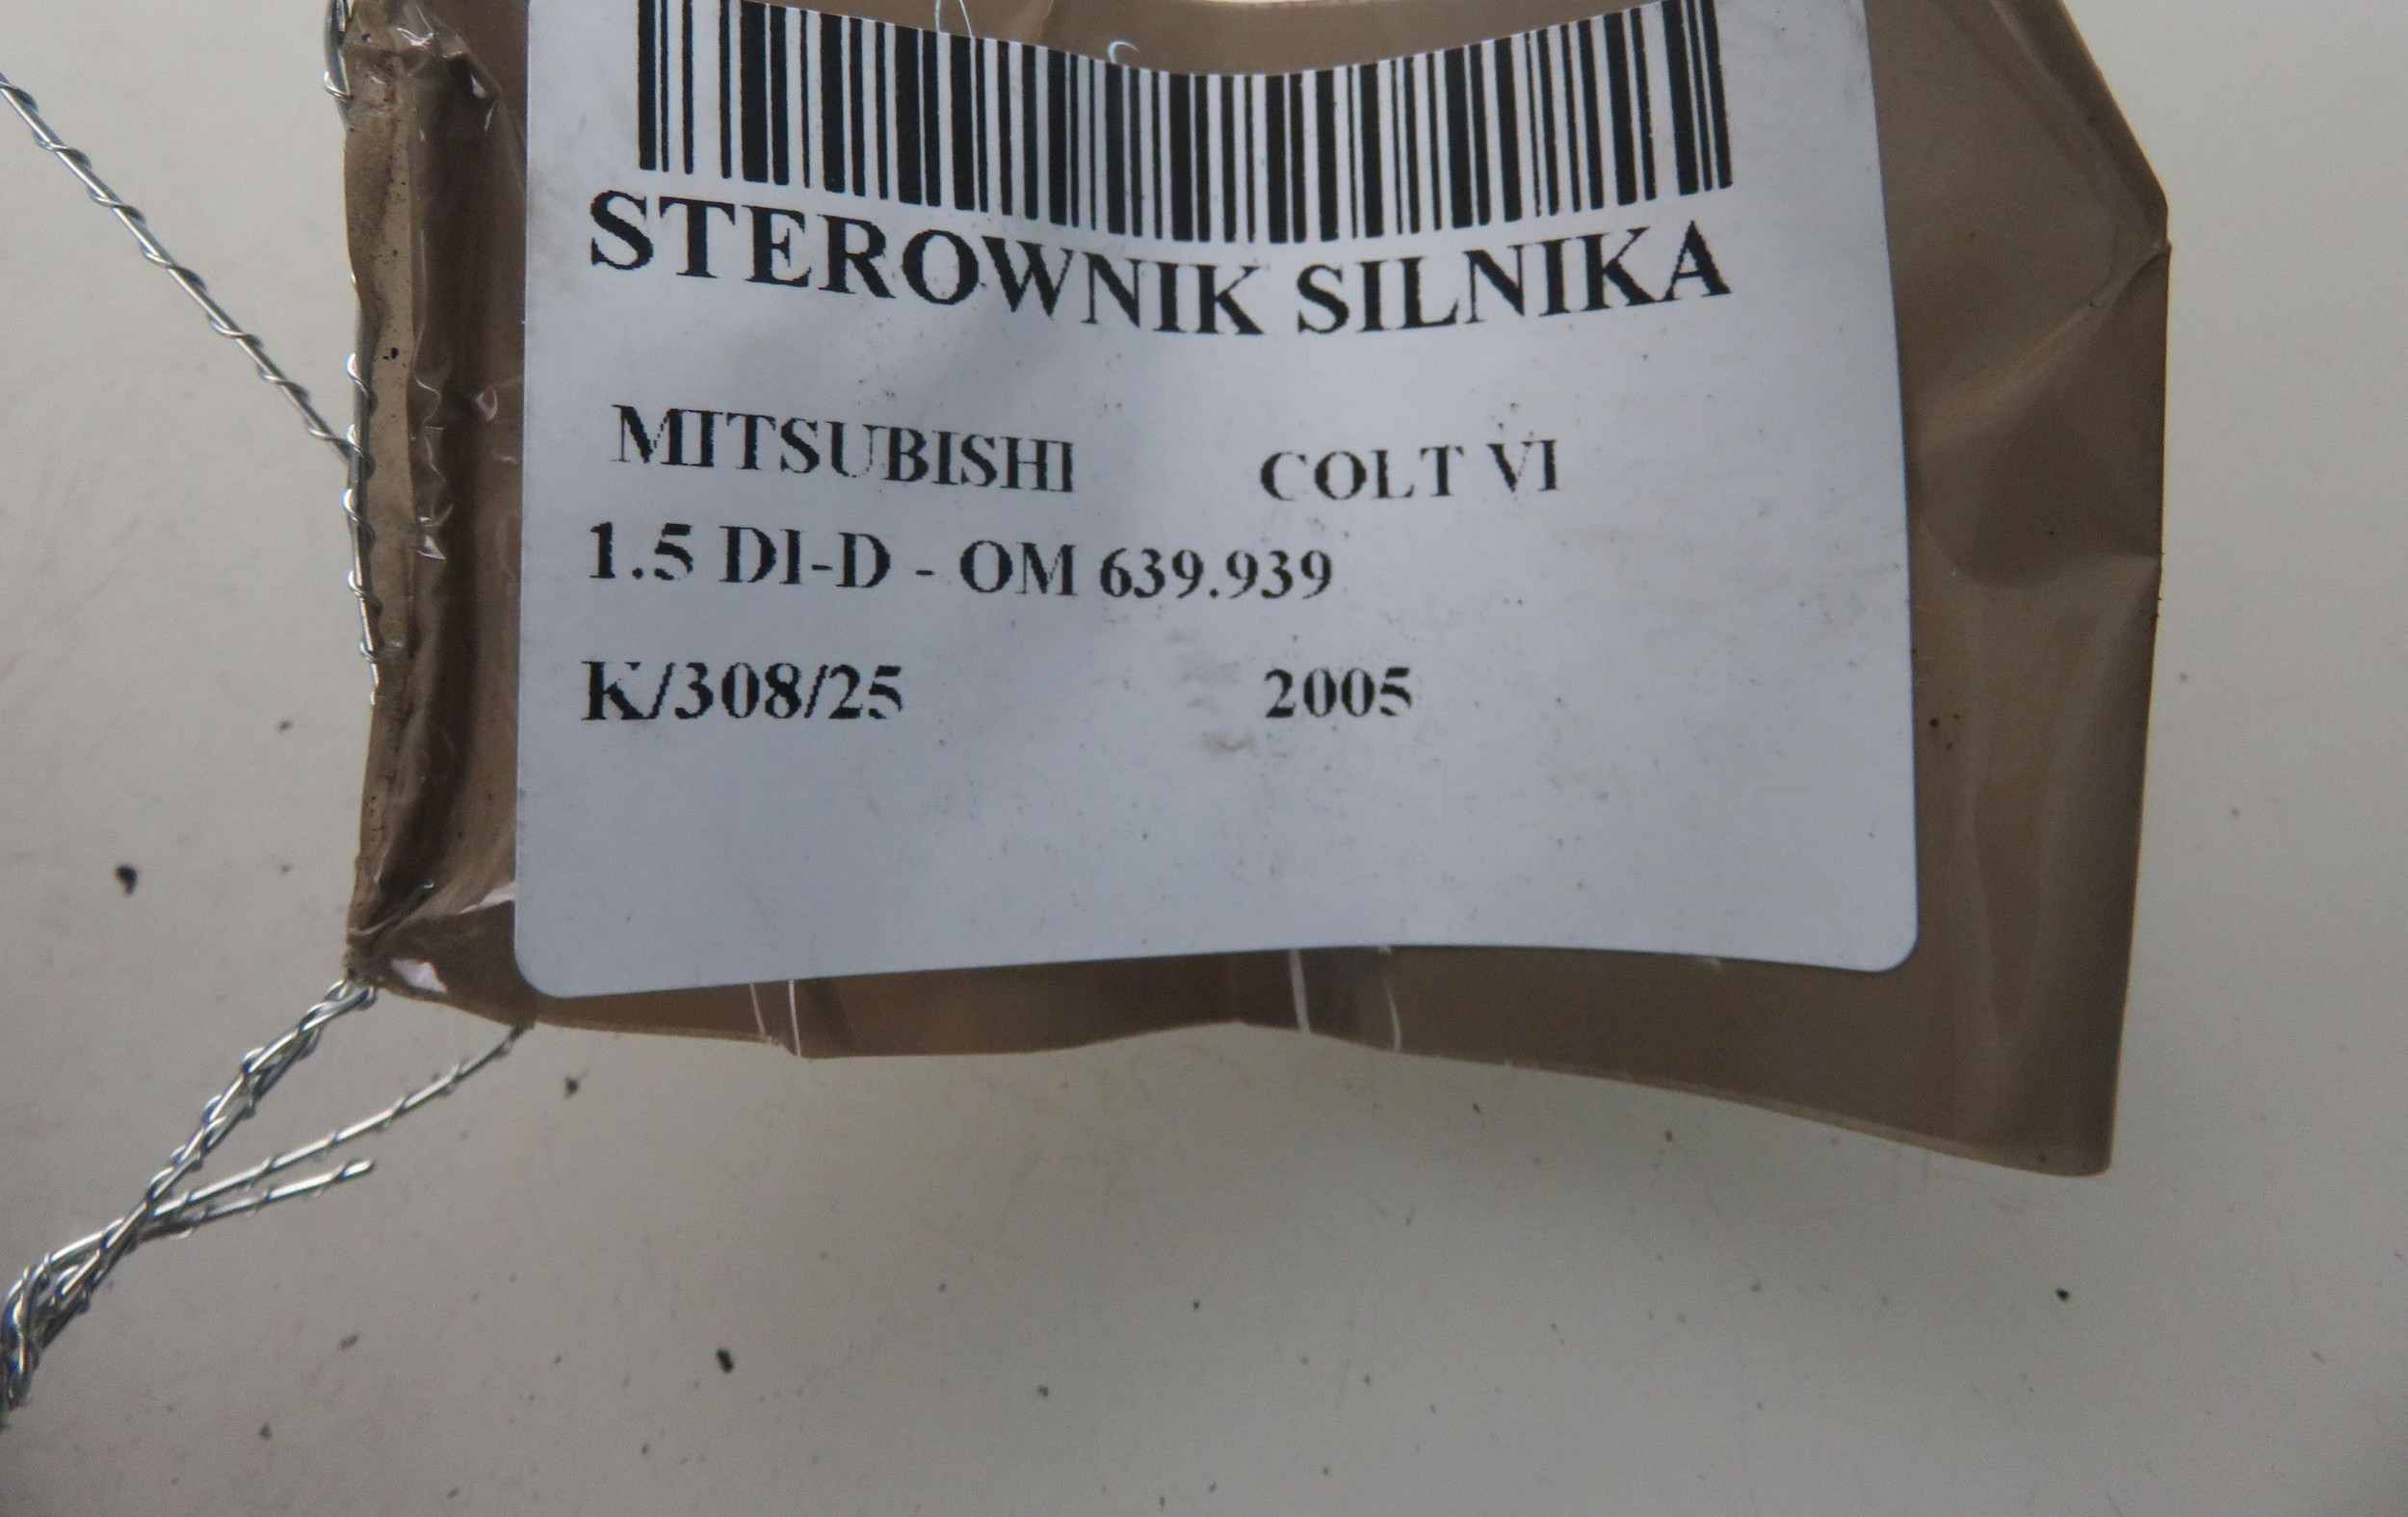 STEROWNIK SILNIKA
MITSUBISHI COLT VI
1.5 DI-D - OM 639.939
K/308/25 2005